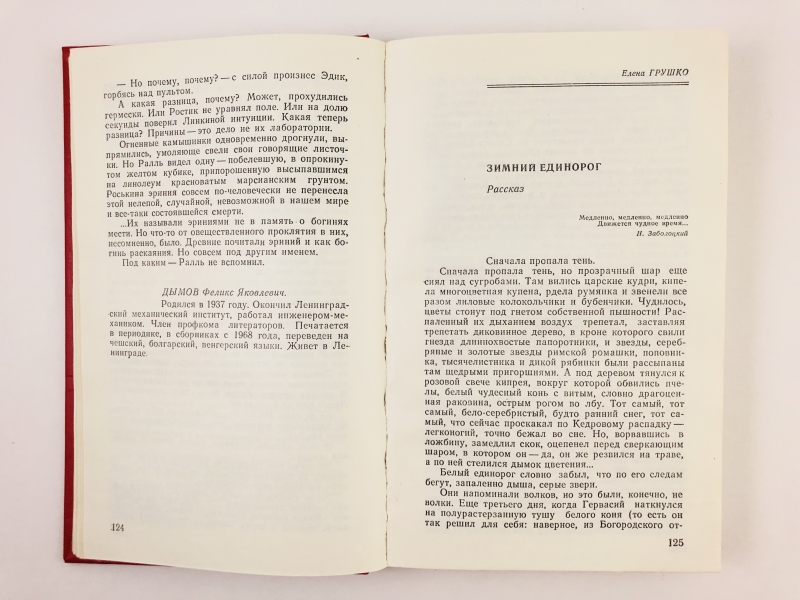 — Но почему, почему? — с силой произнес Эдик,
горбясь над пультом.
А какая разница, почему? Может, прохудились
гермески. Или Ростик не уравнял поле. Или на долю
секунды поверил Линкиной интуиции. Какая теперь
разница? Причины — это дело не их лаборатории.
Огненные камышинки одновременно дрогнули, вы-
прямились, умоляюще свели свои говорящие листоч-
ки. Но Ралль видел одну — побелевшую, в опрокину-
том желтом кубике, припорошенную высыпавшимся
на линолеум красноватым марсианским грунтом.
Роськина эриния совсем по-человечески не перенесла
этой нелепой, случайной, невозможной в нашем мире
и все-таки состоявшейся смерти.
...Их называли эриниями не в память о богинях
мести. Но что-то от овеществленного проклятия в них,
несомненно, было. Древние почитали эриний и как бо-
гинь раскаяния. Но совсем под другим именем.
Под каким — Ралль не вспомнил.
ДЫМОВ Феликс Яковлевич.
Родился в 1937 году. Окончил Ленинград-
ский механический институт, работал инженером-ме-
хаником. Член профкома литераторов. Печатается
в периодике, в сборниках с 1968 года, переведен на
чешский, болгарский, венгерский языки. Живет в Ле-
нинграде.
124
Елена ГРУШКО
ЗИМНИЙ ЕДИНОРОГ
Рассказ
Медленно, медленно, медленно
Движется чудное время...
Н. Заболоцкий
Сначала пропала тень.
Сначала пропала тень, но прозрачный шар еще
сиял над сугробами. Там вились царские кудри, кипе-
ла многоцветная купена, рдела румянка и звенели все
разом лиловые колокольчики и бубенчики. Чудилось,
цветы стонут под гнетом собственной пышности! Рас-
паленный их дыханием воздух трепетал, заставляя
трепетать диковинное дерево, в кроне которого свили
гнезда длиннохвостые папоротники, и звезды, сереб-
ряные и золотые звезды римской ромашки, поповни-
ка, тысячелистника и дикой рябинки были рассыпаны
там щедрыми пригоршнями. А под деревом тянулся к
розовой свече кипрея, вокруг которой обвились пче-
лы, белый чудесный конь с витым, словно драгоцен-
ная раковина, острым рогом во лбу. Тот самый, тот
самый, бело-серебристый, будто ранний снег, тот са-
мый, что сейчас проскакал по Кедровому распадку —
легконогий, точно бежал во сне. Но, ворвавшись в
ложбину, замедлил скок, оцепенел перед сверкающим
шаром, в котором он — да, он же резвился на траве,
а по ней стелился дымок цветения...
Белый единорог словно забыл, что по его следам
бегут, запаленно дыша, серые звери.
Они напоминали волков, но это были, конечно, не
волки. Еще третьего дня, когда Гервасий наткнулся
на полурастерзанную тушу белого коня (то есть он
так решил для себя: наверное, из Богородского от-
125